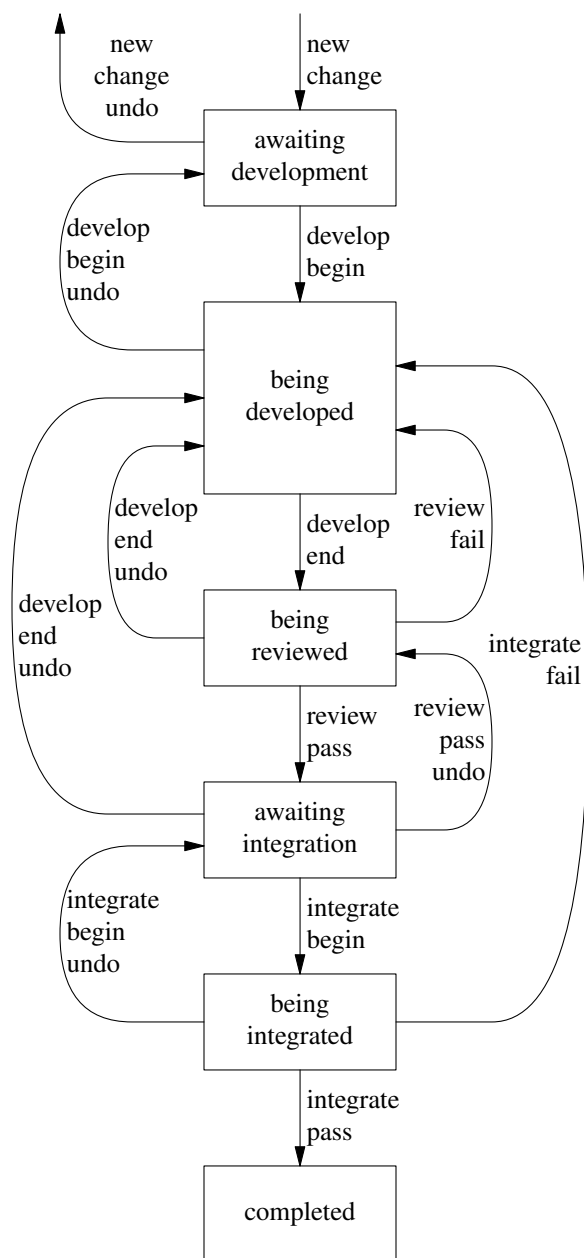 new
change
undo
new
change
awaiting
development
develop
begin
undo
develop
begin
being
developed
develop
end
undo
develop
end
review
fail
develop
end
undo
being
reviewed
integrate
fail
review
pass
review
pass
undo
awaiting
integration
integrate
begin
undo
integrate
begin
being
integrated
integrate
pass
completed